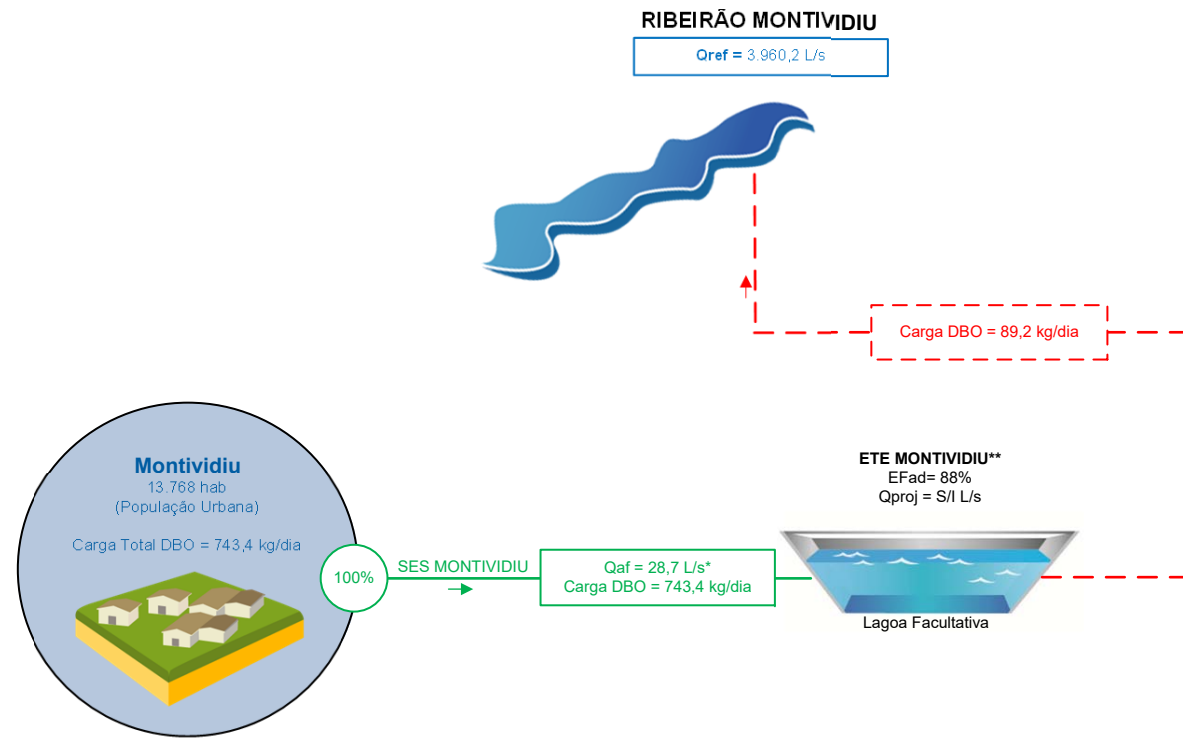 RIBEIRÃO MONTIVIDIU
Qref = 3.960,2 L/s
Carga DBO = 89,2 kg/dia
Montividiu
13.768 hab
(População Urbana)
Carga Total DBO = 743,4 kg/dia
100%
SES MONTIVIDIU
Qaf = 28,7 L/s*
Carga DBO = 743,4 kg/dia
ETE MONTIVIDIU**
EFad= 88%
Qproj = S/I L/s
Lagoa Facultativa